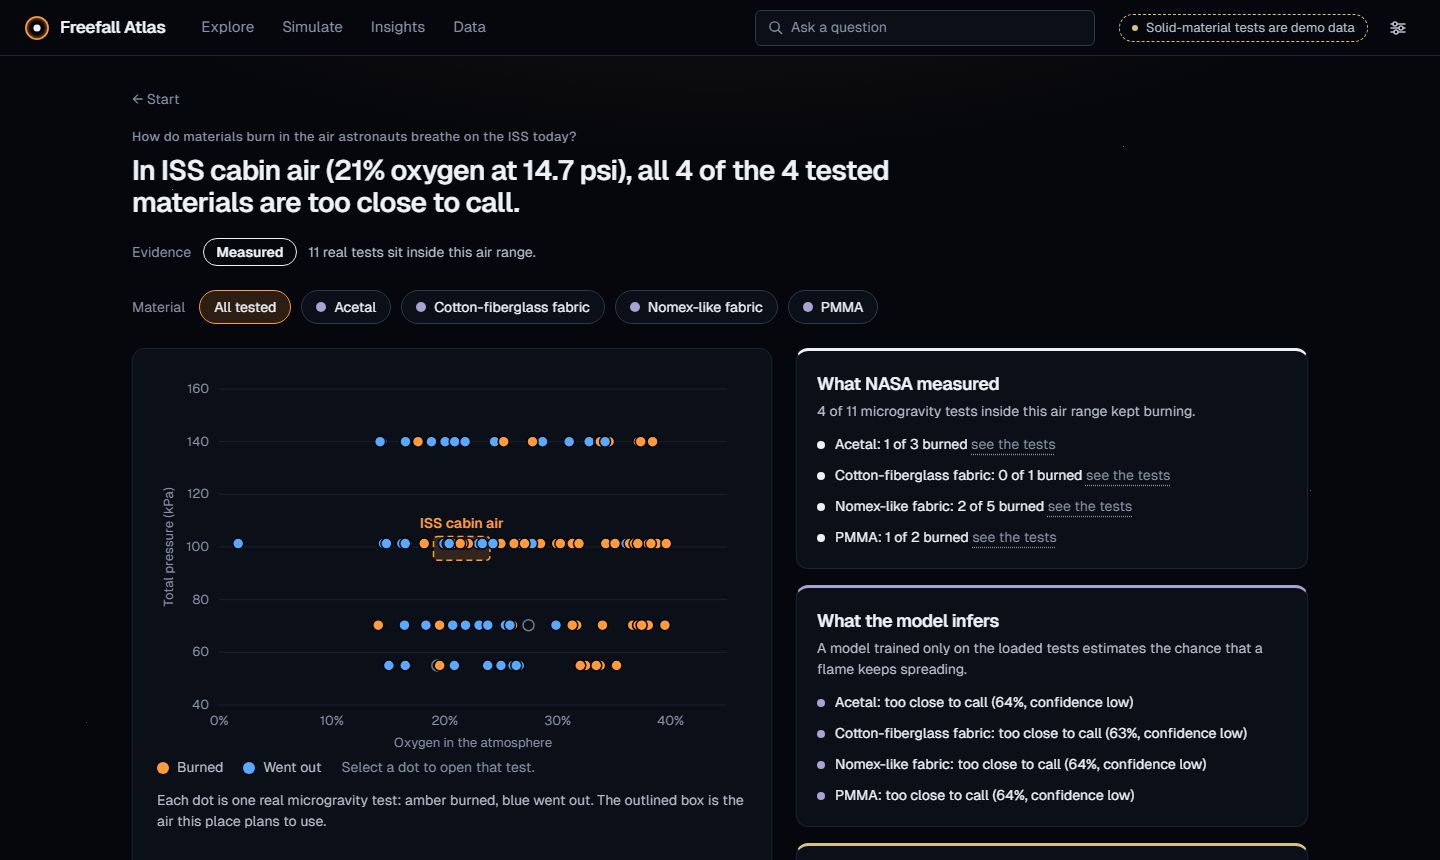 Freefall Atlas
Explore
Simulate
Insights
Data
Ask a question
Solid-material tests are demo data
← Start
How do materials burn in the air astronauts breathe on the ISS today?
In ISS cabin air (21% oxygen at 14.7 psi), all 4 of the 4 tested
materials are too close to call.
Evidence
Measured
11 real tests sit inside this air range.
Material
All tested
Acetal
Cotton-fiberglass fabric
Nomex-like fabric
PMMA
160
140
120
100
80
60
40
Total pressure (kPa)
ISS cabin air
0%
10%
20%
30%
40%
Oxygen in the atmosphere
Burned
Went out
Select a dot to open that test.
Each dot is one real microgravity test: amber burned, blue went out. The outlined box is the
air this place plans to use.
What NASA measured
4 of 11 microgravity tests inside this air range kept burning.
Acetal: 1 of 3 burned see the tests
Cotton-fiberglass fabric: 0 of 1 burned see the tests
Nomex-like fabric: 2 of 5 burned see the tests
PMMA: 1 of 2 burned see the tests
What the model infers
A model trained only on the loaded tests estimates the chance that a
flame keeps spreading.
Acetal: too close to call (64%, confidence low)
Cotton-fiberglass fabric: too close to call (63%, confidence low)
Nomex-like fabric: too close to call (64%, confidence low)
PMMA: too close to call (64%, confidence low)